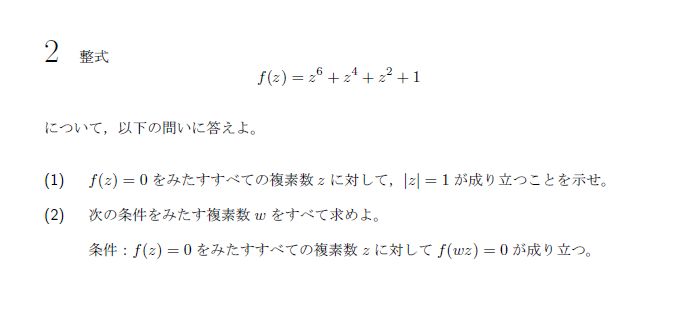 2 整式
f(z) = z⁶ + z⁴ + z² + 1
について，以下の問いに答えよ。
(1) f(z) = 0 をみたすすべての複素数 z に対して，|z| = 1 が成り立つことを示せ。
(2) 次の条件をみたす複素数 w をすべて求めよ。
条件：f(z) = 0 をみたすすべての複素数 z に対して f(wz) = 0 が成り立つ。